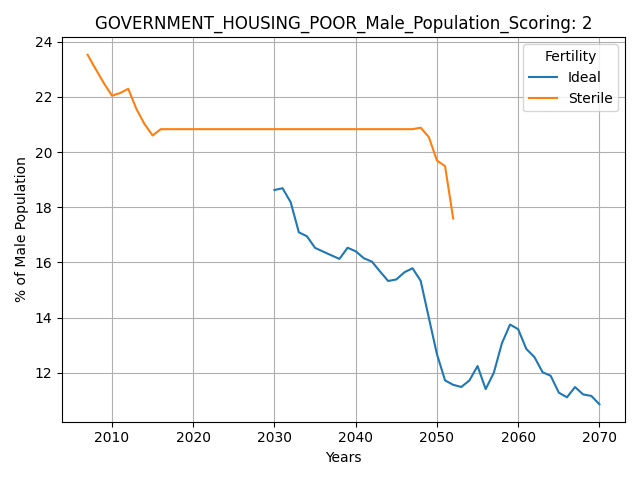 GOVERNMENT_HOUSING_POOR_Male_Population_Scoring: 2
24
22
20
18
16
14
12
% of Male Population
Fertility
Ideal
Sterile
2010 2020 2030 2040 2050 2060 2070
Years